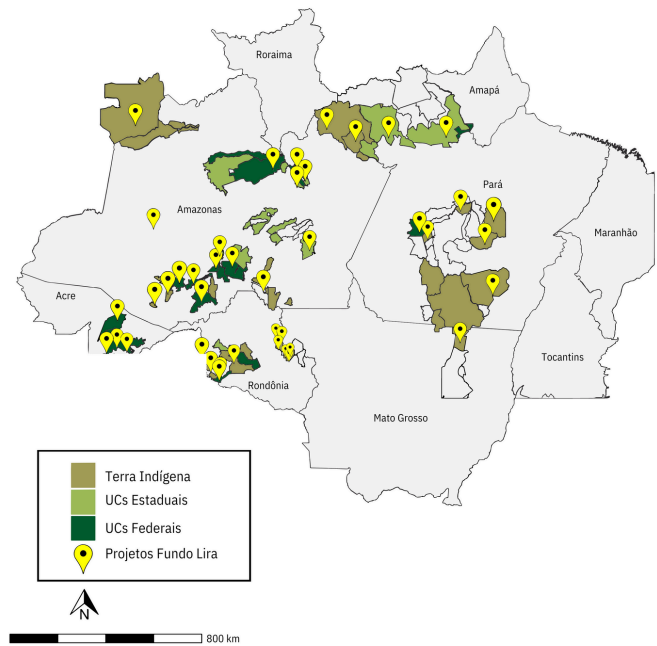 Roraima
Amapá
Pará
Amazonas
Maranhão
Acre
Tocantins
Rondônia
Mato Grosso
Terra Indígena
UCs Estaduais
UCs Federais
Projetos Fundo Lira
N
800 km